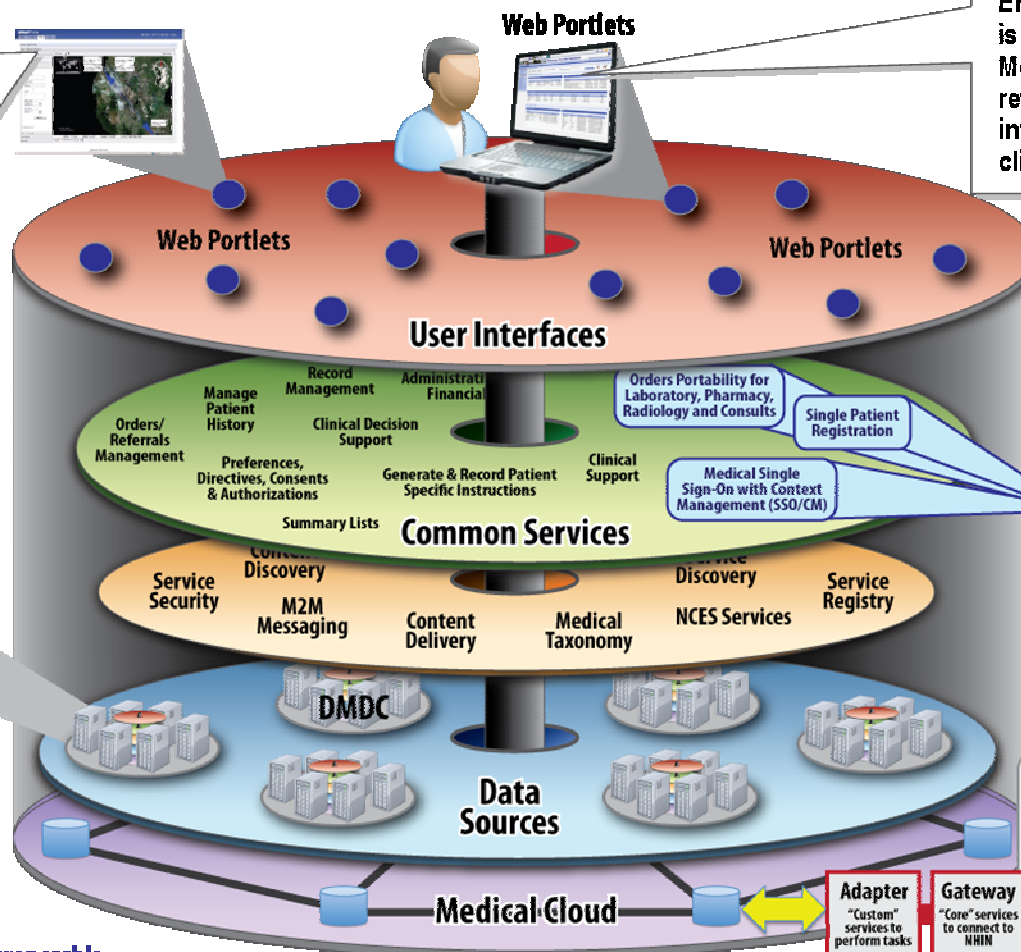 Web Portlets
is
Web Portlets
Web Portlets
User Interfaces
Record
Management
Manage
Patient
History
Orders/
Referrals
Management
Clinical Decision
Support
Financial
Preferences,
Directives, Consents
& Authorizations
Generate & Record Patient
Specific Instructions
Clinical
Support
Summary Lists
Orders Portability for
Laboratory, Pharmacy,
Radiology and Consults
Single Patient
Registration
Medical Single
Sign-On with Context
Management (SSO/CM)
Common Services
Service
Security
Discovery
M2M
Messaging
Content
Delivery
Medical
Taxonomy
Discovery
NCES Services
Service
Registry
DMDC
Data
Sources
Medical Cloud
Adapter
"Custom"
services to
perform tasks
Gateway
"Core" services
to connect to
NHIN